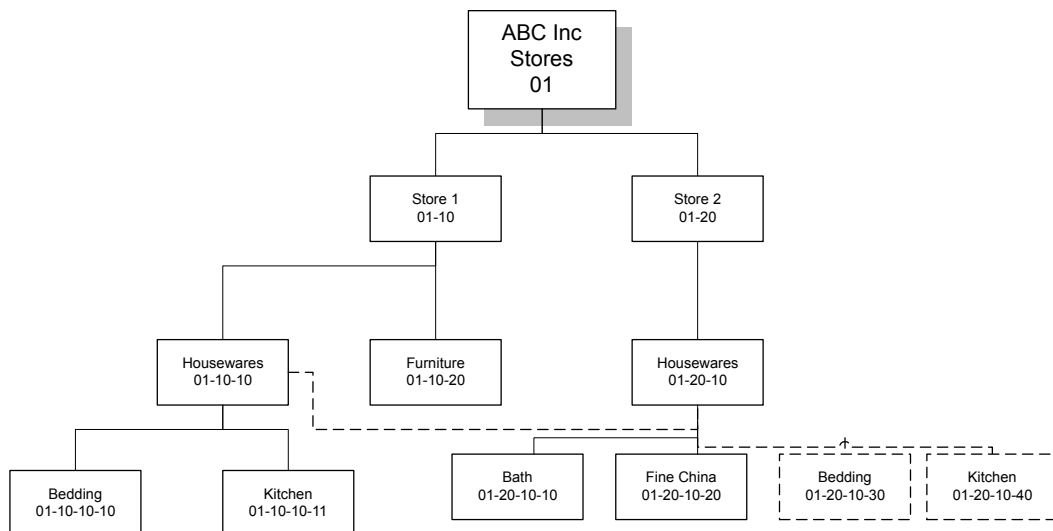 ABC Inc
Stores
01
Store 1
01-10
Store 2
01-20
Housewares
01-10-10
Furniture
01-10-20
Housewares
01-20-10
Bedding
01-10-10-10
Kitchen
01-10-10-11
Bath
01-20-10-10
Fine China
01-20-10-20
Bedding
01-20-10-30
Kitchen
01-20-10-40